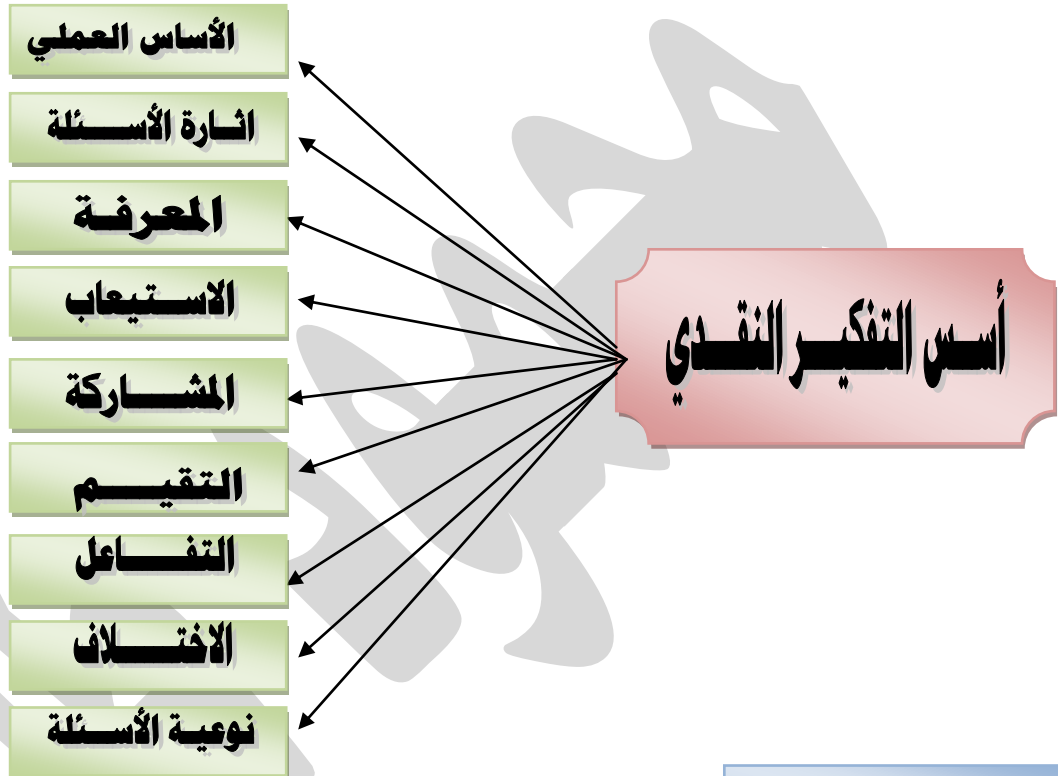 أسس التفكير النقدي
الأساس العملي
اثارة الأسئلة
المعرفة
الاستيعاب
المشاركة
التقيم
التفاعل
الاختلاف
نوعية الأسئلة